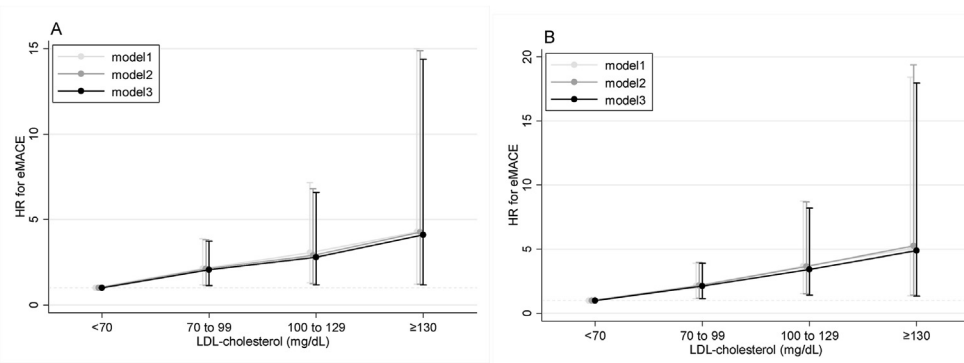 A
model1
model2
model3
15
10
5
0
HR for eMACE
<70
70 to 99
100 to 129
≥130
LDL-cholesterol (mg/dL)
B
model1
model2
model3
20
15
10
5
0
HR for eMACE
<70
70 to 99
100 to 129
≥130
LDL-cholesterol (mg/dL)